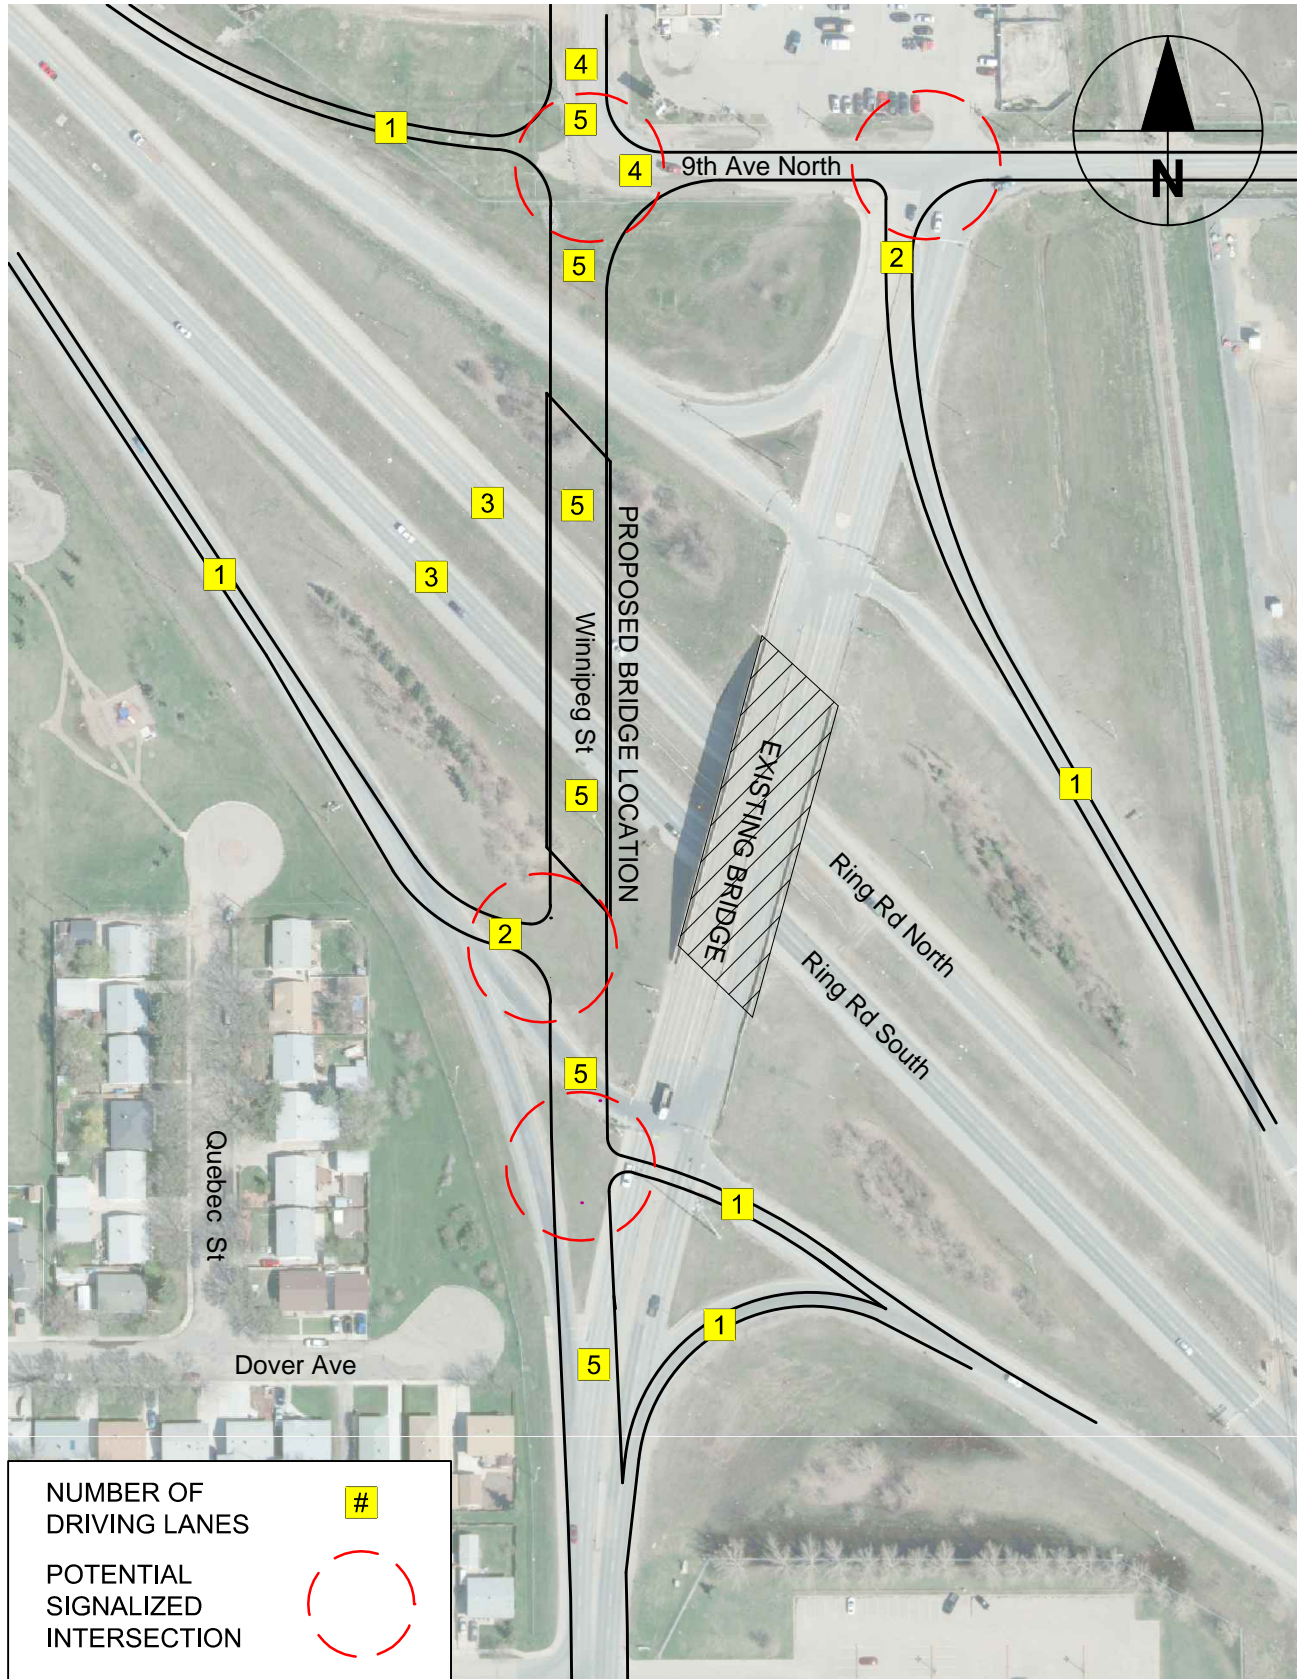 4
5
1
4
9th Ave North
N
2
5
3
5
3
1
PROPOSED BRIDGE LOCATION
Winnipeg St
5
EXISTING BRIDGE
1
Ring Rd North
Ring Rd South
2
5
Quebec St
1
1
5
Dover Ave
NUMBER OF
DRIVING LANES
#
POTENTIAL
SIGNALIZED
INTERSECTION